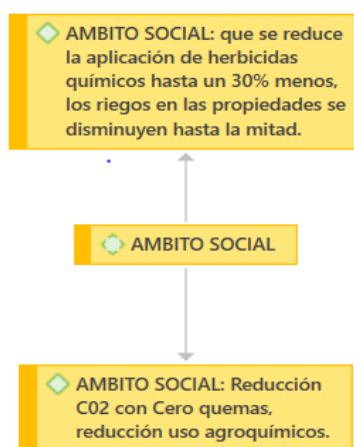 AMBITO SOCIAL: que se reduce
la aplicación de herbicidas
químicos hasta un 30% menos,
los riegos en las propiedades se
disminuyen hasta la mitad.
AMBITO SOCIAL
AMBITO SOCIAL: Reducción
C02 con Cero quemas,
reducción uso agroquímicos.